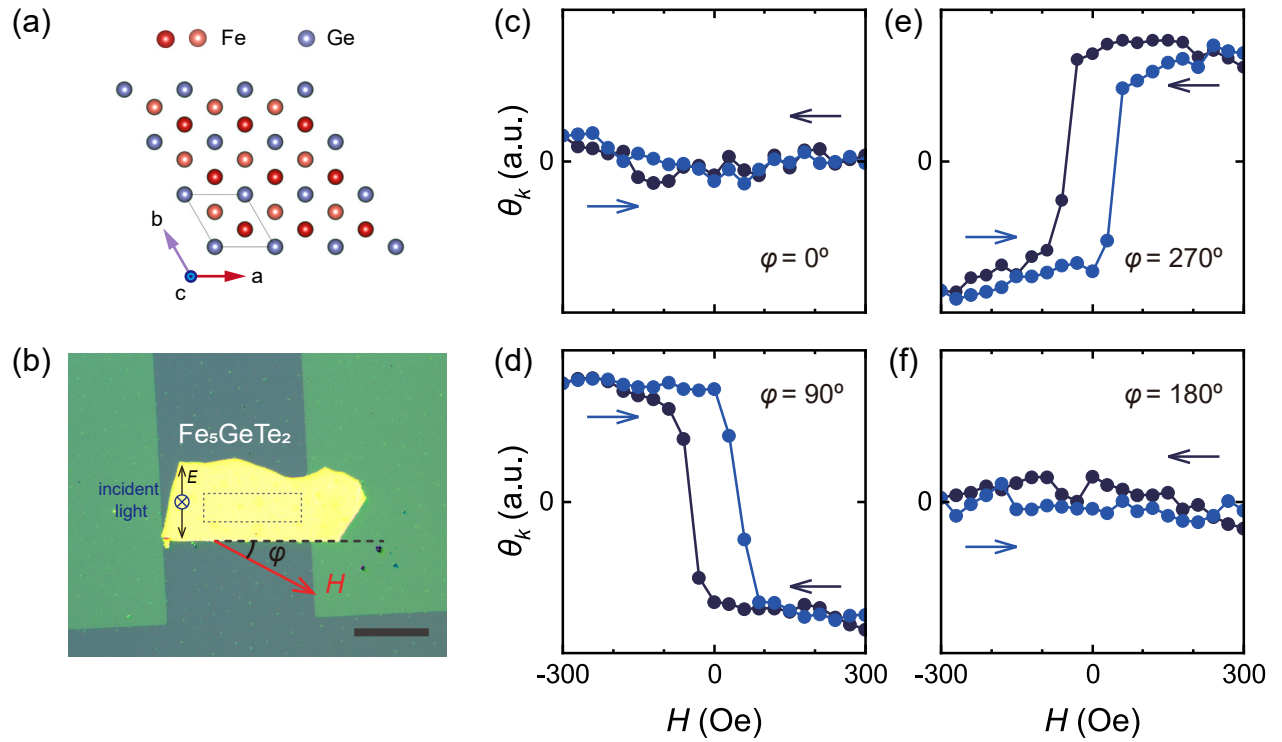 (a)
Fe Ge
b
a
c
(b)
Fe₅GeTe₂
E
incident
light
φ
H
(c)
θk (a.u.)
0
φ = 0º
(d)
θk (a.u.)
0
φ = 90º
-300 0 300
H (Oe)
(e)
0
φ = 270º
(f)
0
φ = 180º
-300 0 300
H (Oe)